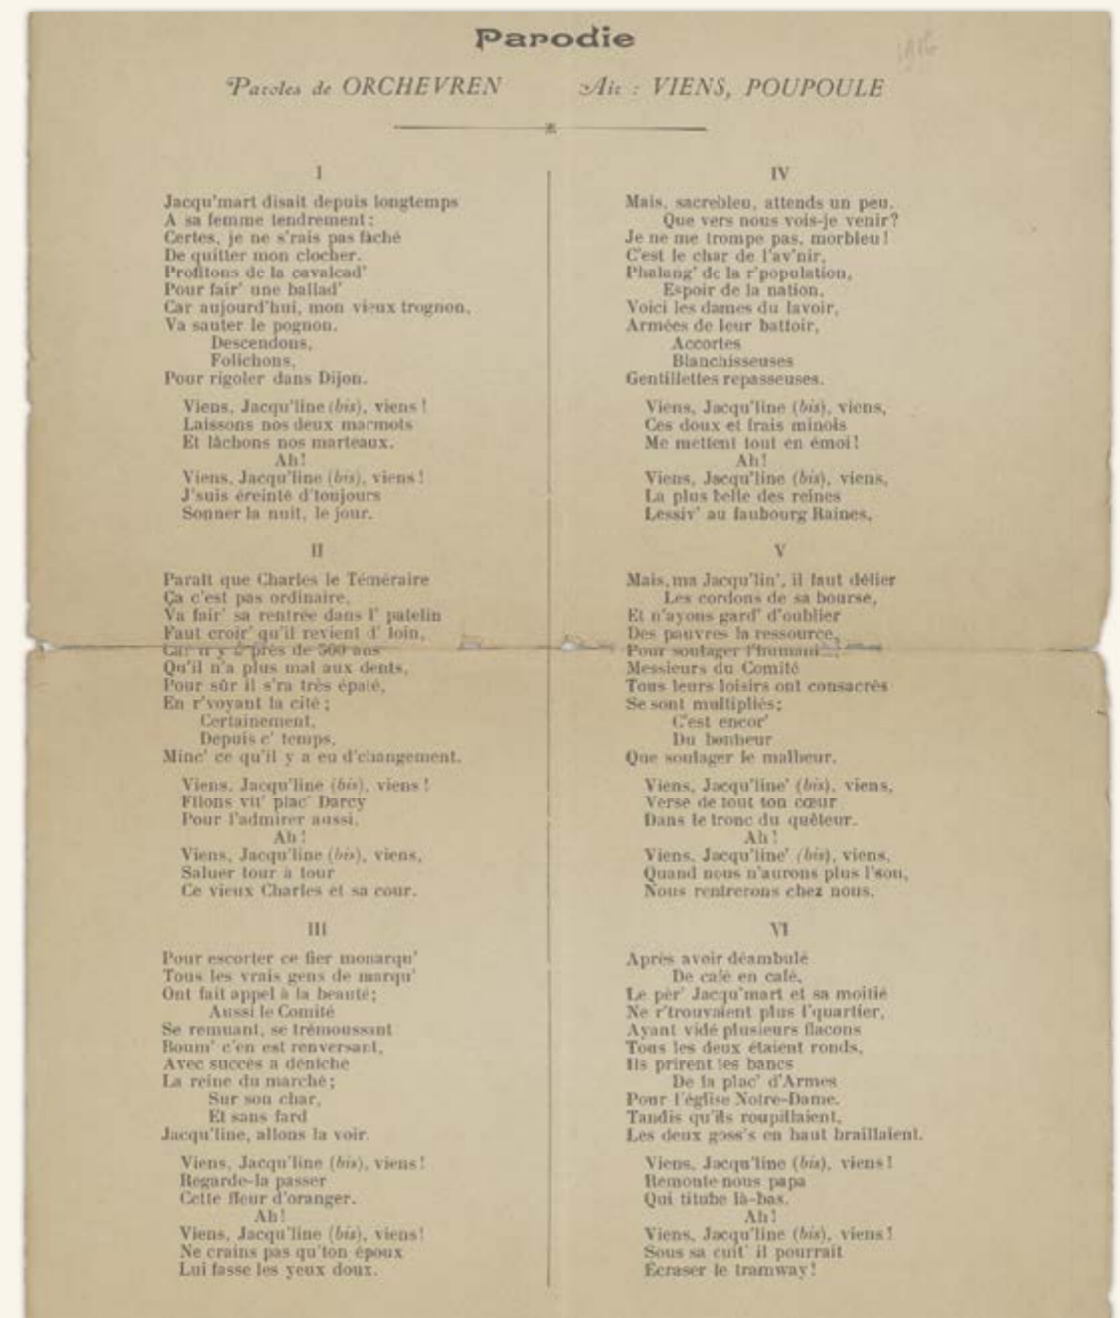 Parodie
Paroles de ORCHEVREN
Air : VIENS, POUPOULE
I
Jacqu'mart disait depuis longtemps
A sa femme tendrement :
Certes, je ne s'rais pas fâché
De quitter mon clocher.
Profitons de la cavalcad'
Pour fair' une ballad'
Car aujourd'hui, mon vieux trognon,
Va sauter le pognon.
Descendons,
Folichons,
Pour rigoler dans Dijon.
Viens, Jacqu'line (bis), viens !
Laissons nos deux marmots
Et lâchons nos marteaux.
Ah !
Viens, Jacqu'line (bis), viens !
J'suis éreinté d'toujours
Sonner la nuit, le jour.
II
Paraît que Charles le Téméraire
Ça c'est pas ordinaire,
Va fair' sa rentrée dans l' patelin
Faut croir' qu'il revient d' loin,
Car il y a près de 500 ans
Qu'il n'a plus mal aux dents,
Pour sûr il s'ra très épaté,
En r'voyant la cité ;
Certainement,
Depuis c' temps,
Minc' ce qu'il y a eu d'changement.
Viens, Jacqu'line (bis), viens !
Filons vit' plac' Darcy
Pour l'admirer aussi.
Ah !
Viens, Jacqu'line (bis), viens,
Saluer tour à tour
Ce vieux Charles et sa cour.
III
Pour escorter ce fier monarqu'
Tous les vrais gens de marqu'
Ont fait appel à la beauté ;
Aussi le Comité
Se remuant, se trémoussant
Boum' c'en est renversant,
Avec succès a déniché
La reine du marché ;
Sur son char,
Et sans fard
Jacqu'line, allons la voir.
Viens, Jacqu'line (bis), viens !
Regarde-la passer
Cette fleur d'oranger.
Ah !
Viens, Jacqu'line (bis), viens !
Ne crains pas qu'ton époux
Lui fasse les yeux doux.
IV
Mais, sacrebleu, attends un peu.
Que vers nous vois-je venir ?
Je ne me trompe pas, morbleu !
C'est le char de l'av'nir,
Phalang' de la r'population,
Espoir de la nation,
Voici les dames du lavoir,
Armées de leur battoir,
Accortes
Blanchisseuses
Gentillettes repasseuses.
Viens, Jacqu'line (bis), viens,
Ces doux et frais minois
Me mettent tout en émoi !
Ah !
Viens, Jacqu'line (bis), viens,
La plus belle des reines
Lessiv' au faubourg Raines,
V
Mais, ma Jacqu'lin', il faut délier
Les cordons de sa bourse,
Et n'ayons gard' d'oublier
Des pauvres la ressource,
Pour soulager
Messieurs du Comité
Tous leurs loisirs ont consacrés
Se sont multipliés ;
C'est encor'
Du bonheur
Que soulager le malheur.
Viens, Jacqu'line' (bis), viens,
Verse de tout ton cœur
Dans le tronc du quêteur.
Ah !
Viens, Jacqu'line' (bis), viens,
Quand nous n'aurons plus l'sou,
Nous rentrerons chez nous.
VI
Après avoir déambulé
De café en café,
Le pèr' Jacqu'mart et sa moitié
Ne r'trouvaient plus l'quartier,
Ayant vidé plusieurs flacons
Tous les deux étaient ronds,
Ils prirent les bancs
De la plac' d'Armes
Pour l'église Notre-Dame.
Tandis qu'ils roupillaient,
Les deux goss's en haut braillaient.
Viens, Jacqu'line (bis), viens !
Remonte nous papa
Qui titube là-bas.
Ah !
Viens, Jacqu'line (bis), viens !
Sous sa cuit' il pourrait
Ecraser le tramway !